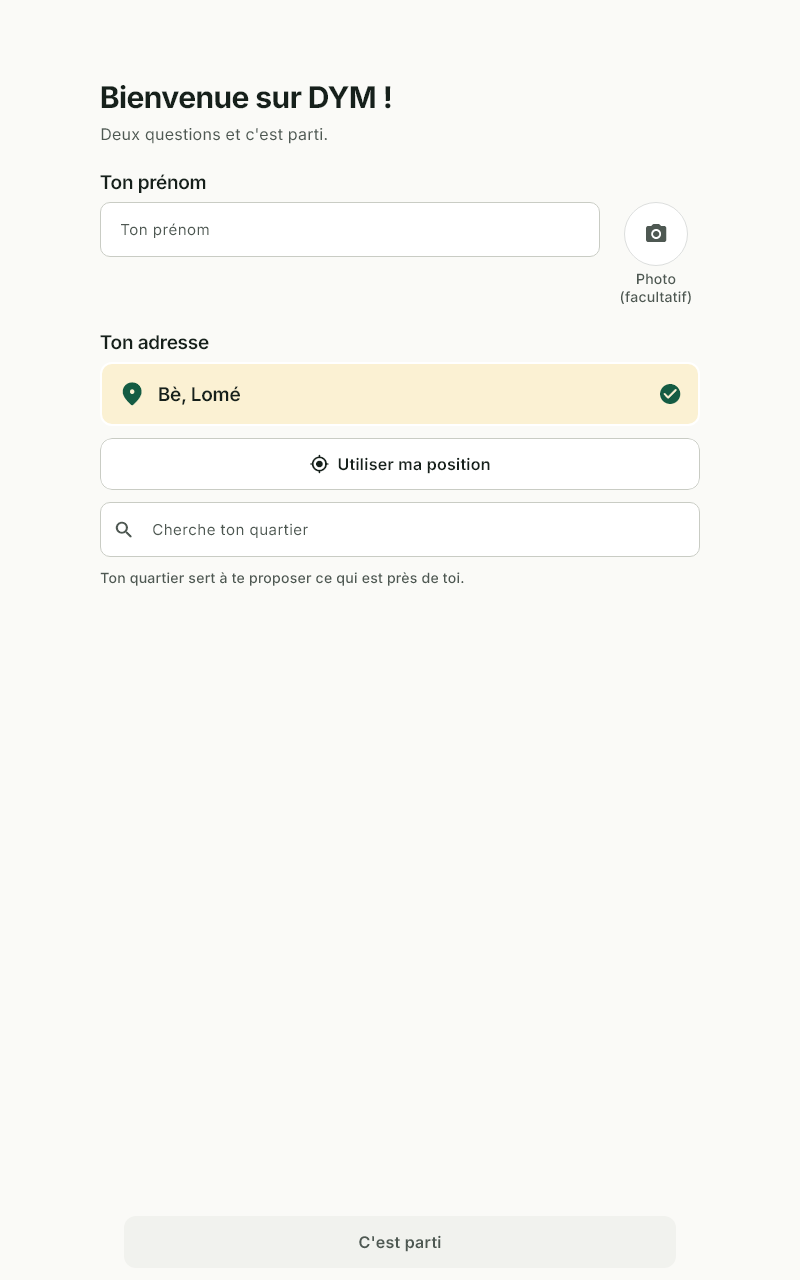 Bienvenue sur DYM !
Deux questions et c'est parti.
Ton prénom
Ton prénom
Photo
(facultatif)
Ton adresse
Bè, Lomé
Utiliser ma position
Cherche ton quartier
Ton quartier sert à te proposer ce qui est près de toi.
C'est parti